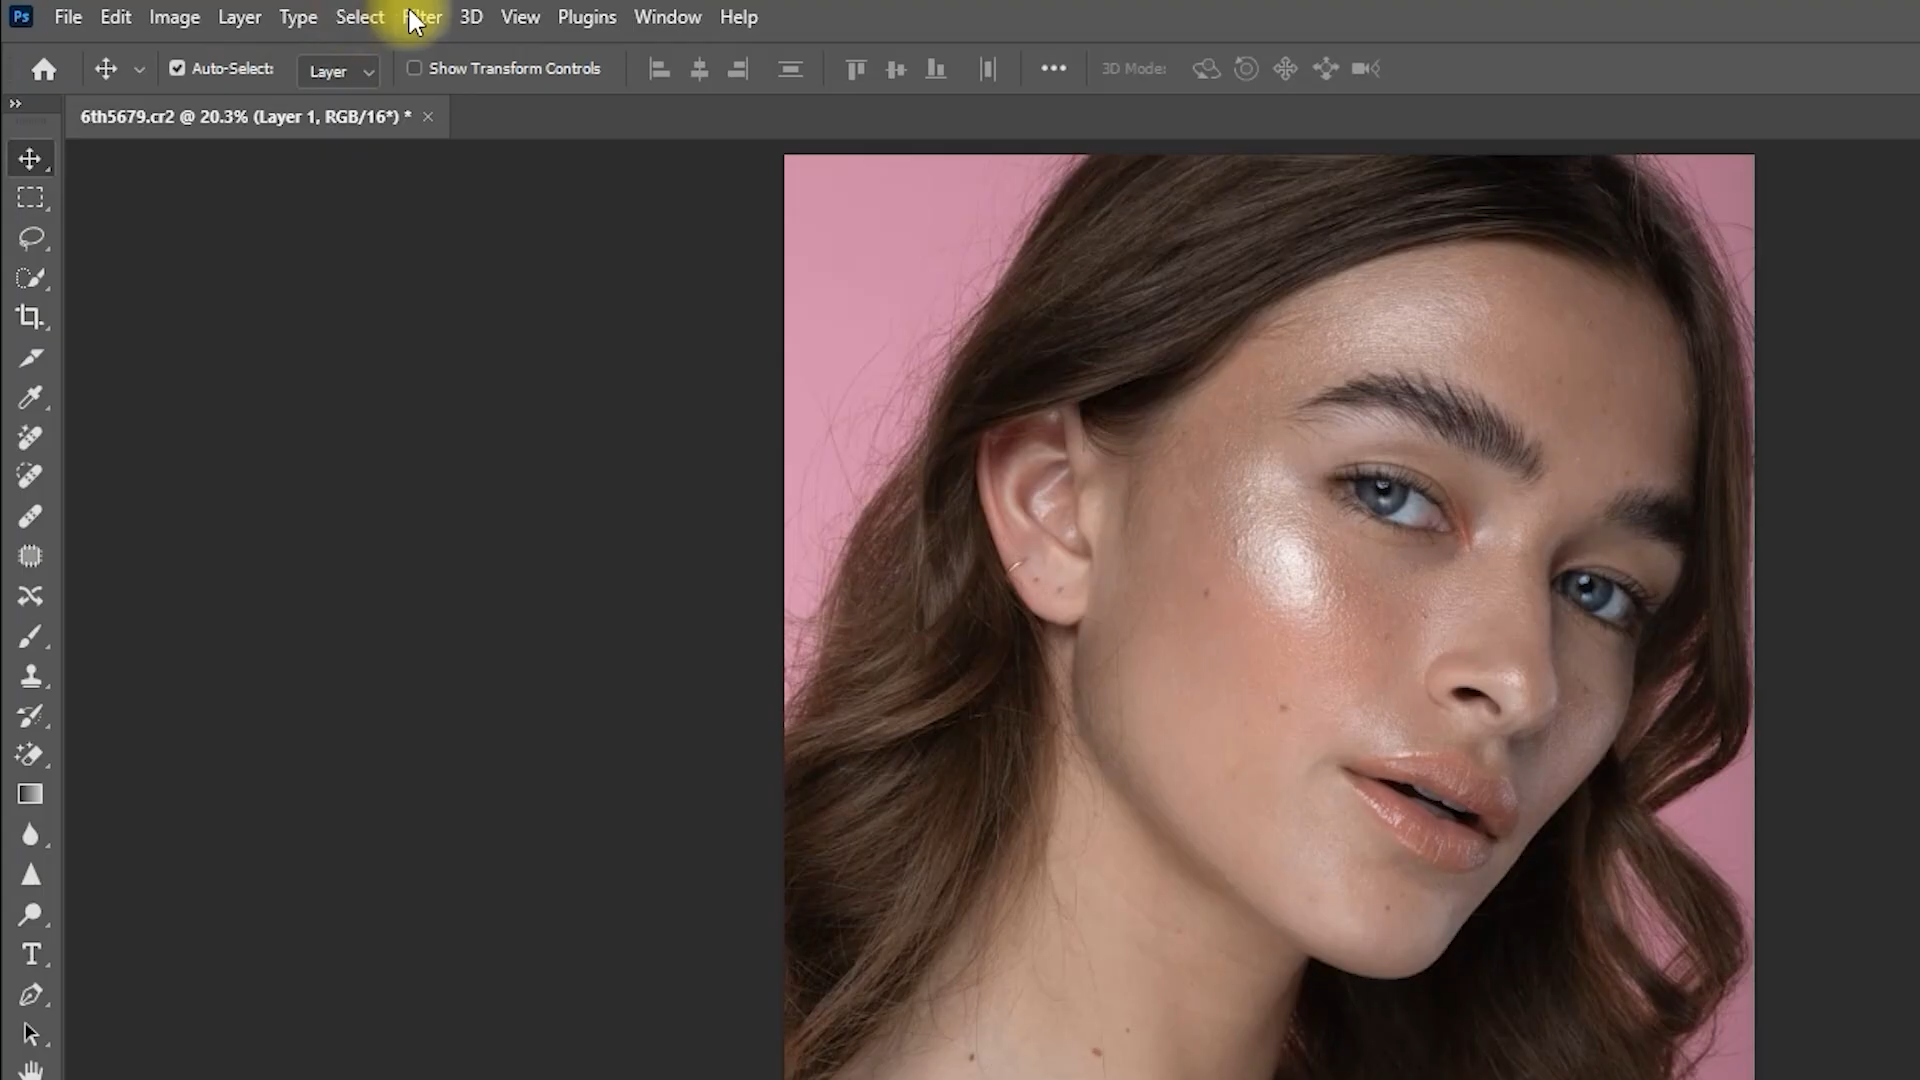 Ps File Edit Image Layer Type Select Filter 3D View Plugins Window Help
Auto-Select: Layer Show Transform Controls 3D Mode:
6th5679.cr2 @ 20.3% (Layer 1, RGB/16*) *